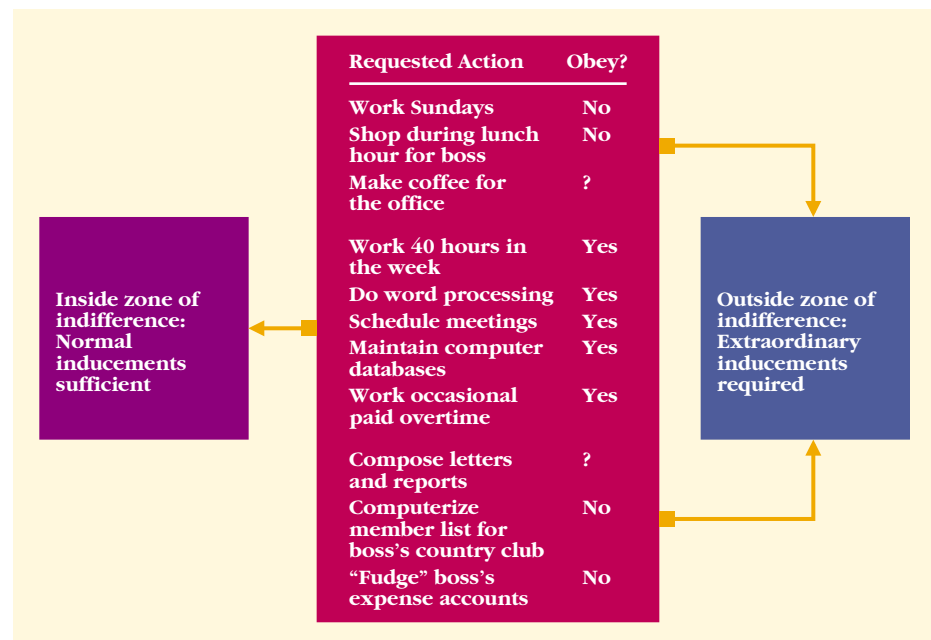 Requested Action Obey?
Work Sundays No
Shop during lunch No
hour for boss
Make coffee for ?
the office
Work 40 hours in Yes
the week
Do word processing Yes
Schedule meetings Yes
Maintain computer Yes
databases
Work occasional Yes
paid overtime
Compose letters ?
and reports
Computerize No
member list for
boss’s country club
“Fudge” boss’s No
expense accounts
Inside zone of
indifference:
Normal
inducements
sufficient
Outside zone of
indifference:
Extraordinary
inducements
required